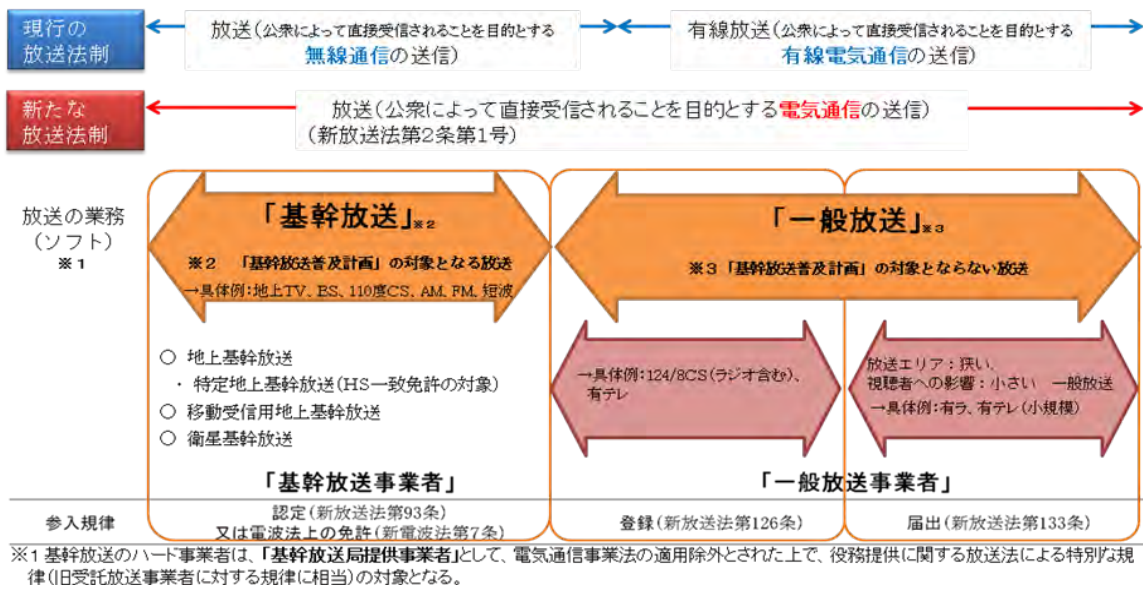 現行の
放送法制
放送(公衆によって直接受信されることを目的とする
無線通信の送信)
有線放送(公衆によって直接受信されることを目的とする
有線電気通信の送信)
新たな
放送法制
放送(公衆によって直接受信されることを目的とする電気通信の送信)
(新放送法第2条第1号)
放送の業務
(ソフト)
※1
「基幹放送」※2
※2 「基幹放送普及計画」の対象となる放送
→具体例:地上TV、BS、110度CS、AM、FM、短波
「一般放送」※3
※3「基幹放送普及計画」の対象とならない放送
○ 地上基幹放送
・特定地上基幹放送(HS一致免許の対象)
○ 移動受信用地上基幹放送
○ 衛星基幹放送
→具体例:124/8CS(ラジオ含む)、
有テレ
放送エリア:狭い、
視聴者への影響:小さい 一般放送
→具体例:有ラ、有テレ(小規模)
「基幹放送事業者」
「一般放送事業者」
参入規律
認定(新放送法第93条)
又は電波法上の免許(新電波法第7条)
登録(新放送法第126条)
届出(新放送法第133条)
※1 基幹放送のハード事業者は、「基幹放送局提供事業者」として、電気通信事業法の適用除外とされた上で、役務提供に関する放送法による特別な規
律(旧受託放送事業者に対する規律に相当)の対象となる。